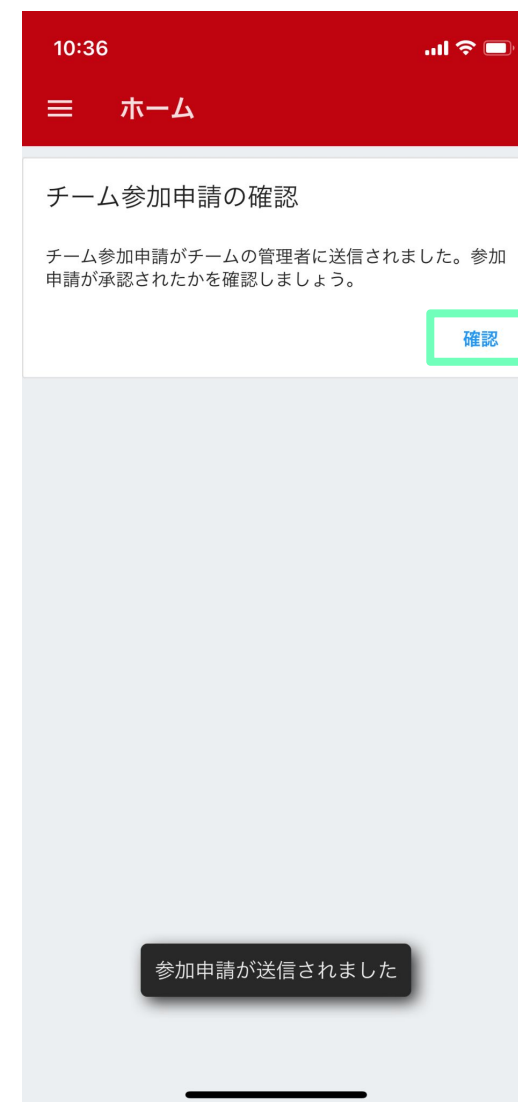 10:36
ホーム
チーム参加申請の確認
チーム参加申請がチームの管理者に送信されました。参加
申請が承認されたかを確認しましょう。
確認
参加申請が送信されました